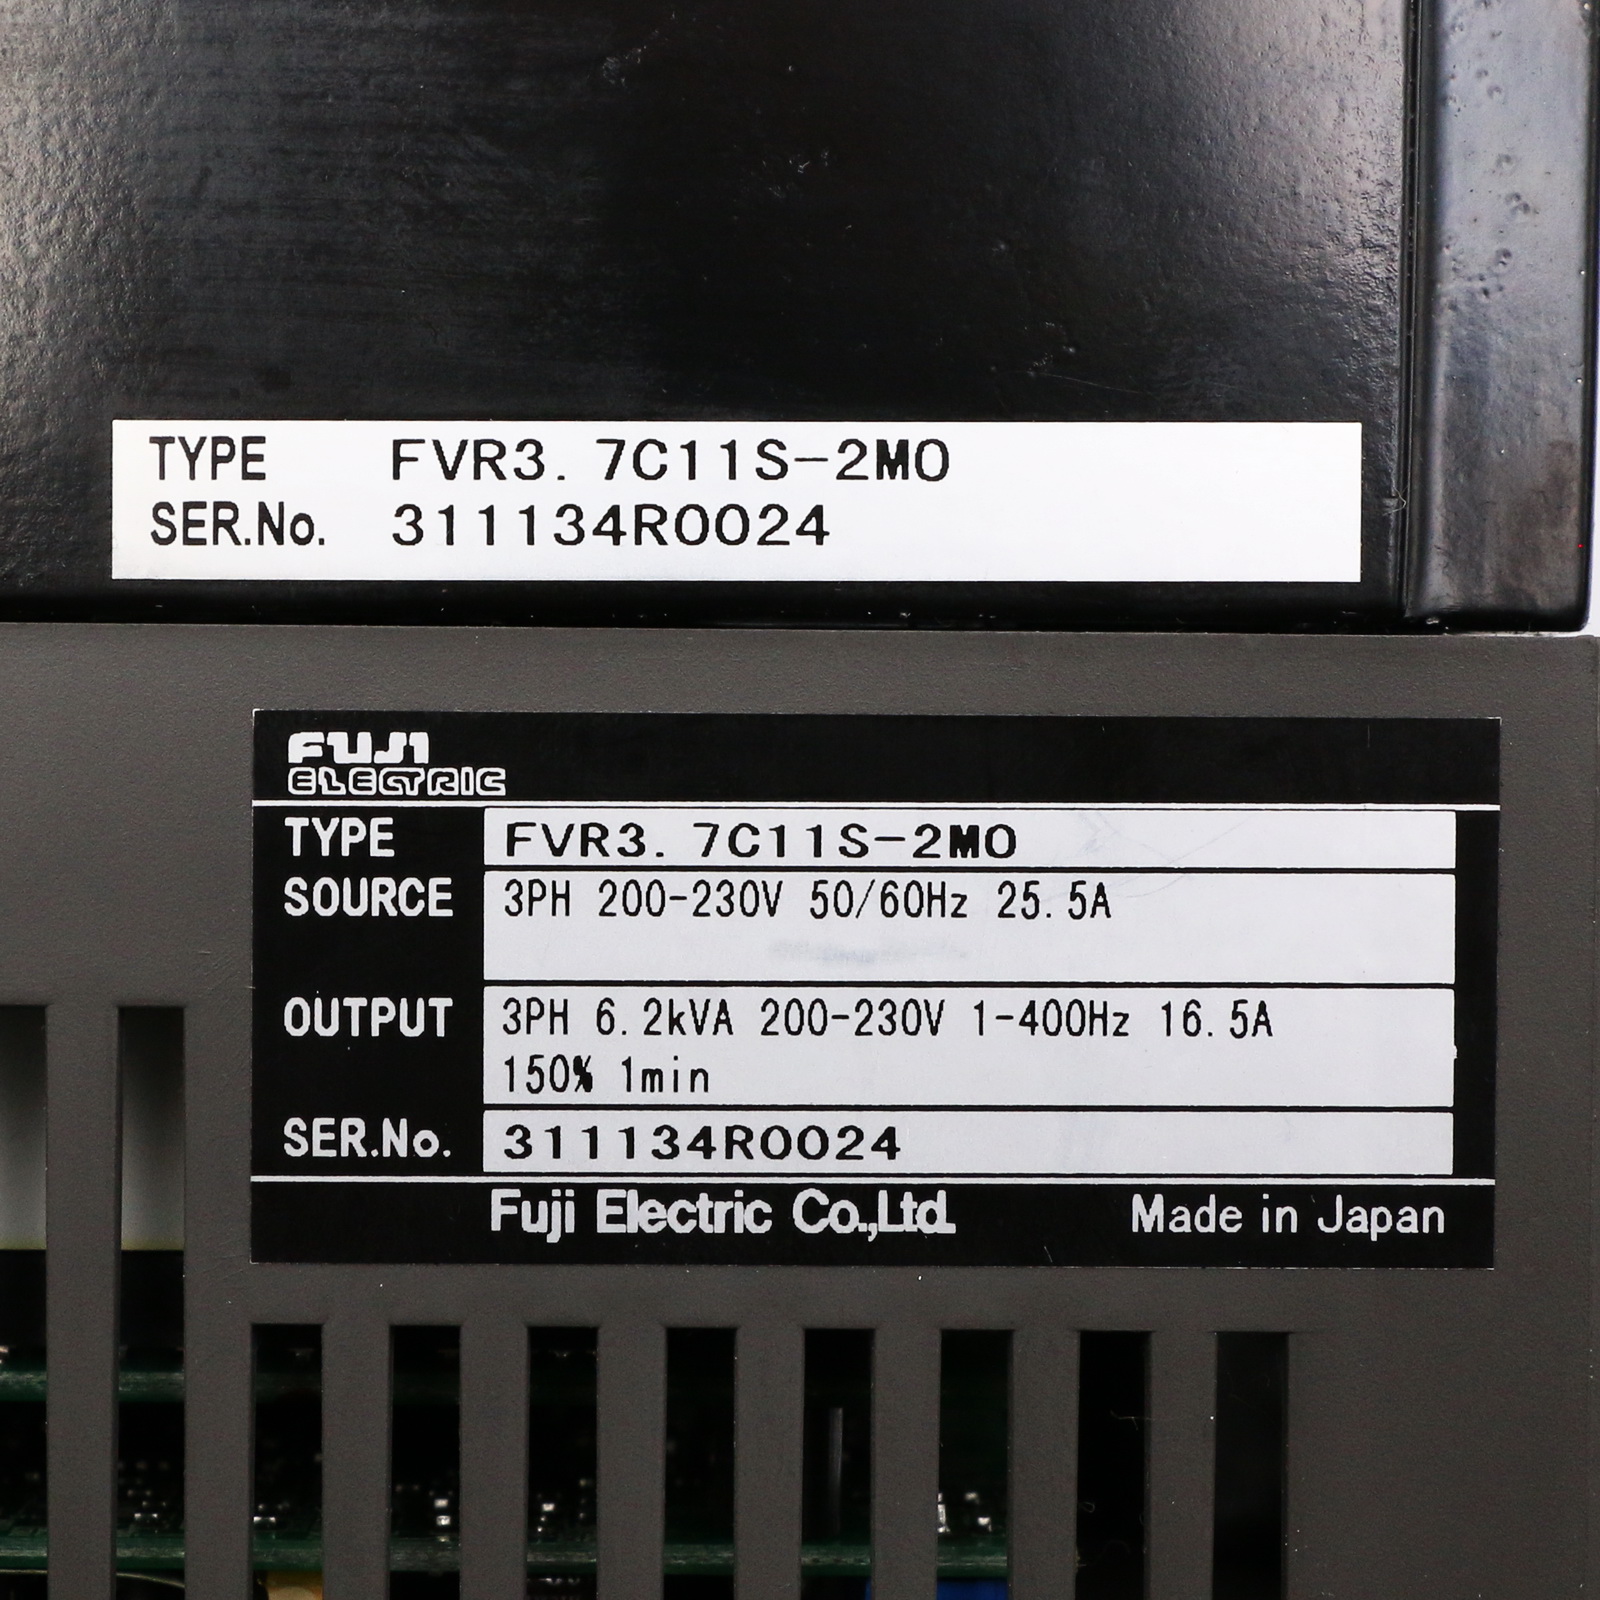 TYPE FVR3. 7C11S-2MO
SER.No. 311134R0024
FUJI
ELECTRIC
TYPE FVR3. 7C11S-2MO
SOURCE 3PH 200-230V 50/60Hz 25. 5A
OUTPUT 3PH 6. 2kVA 200-230V 1-400Hz 16. 5A
150% 1min
SER.No. 311134R0024
Fuji Electric Co.,Ltd. Made in Japan